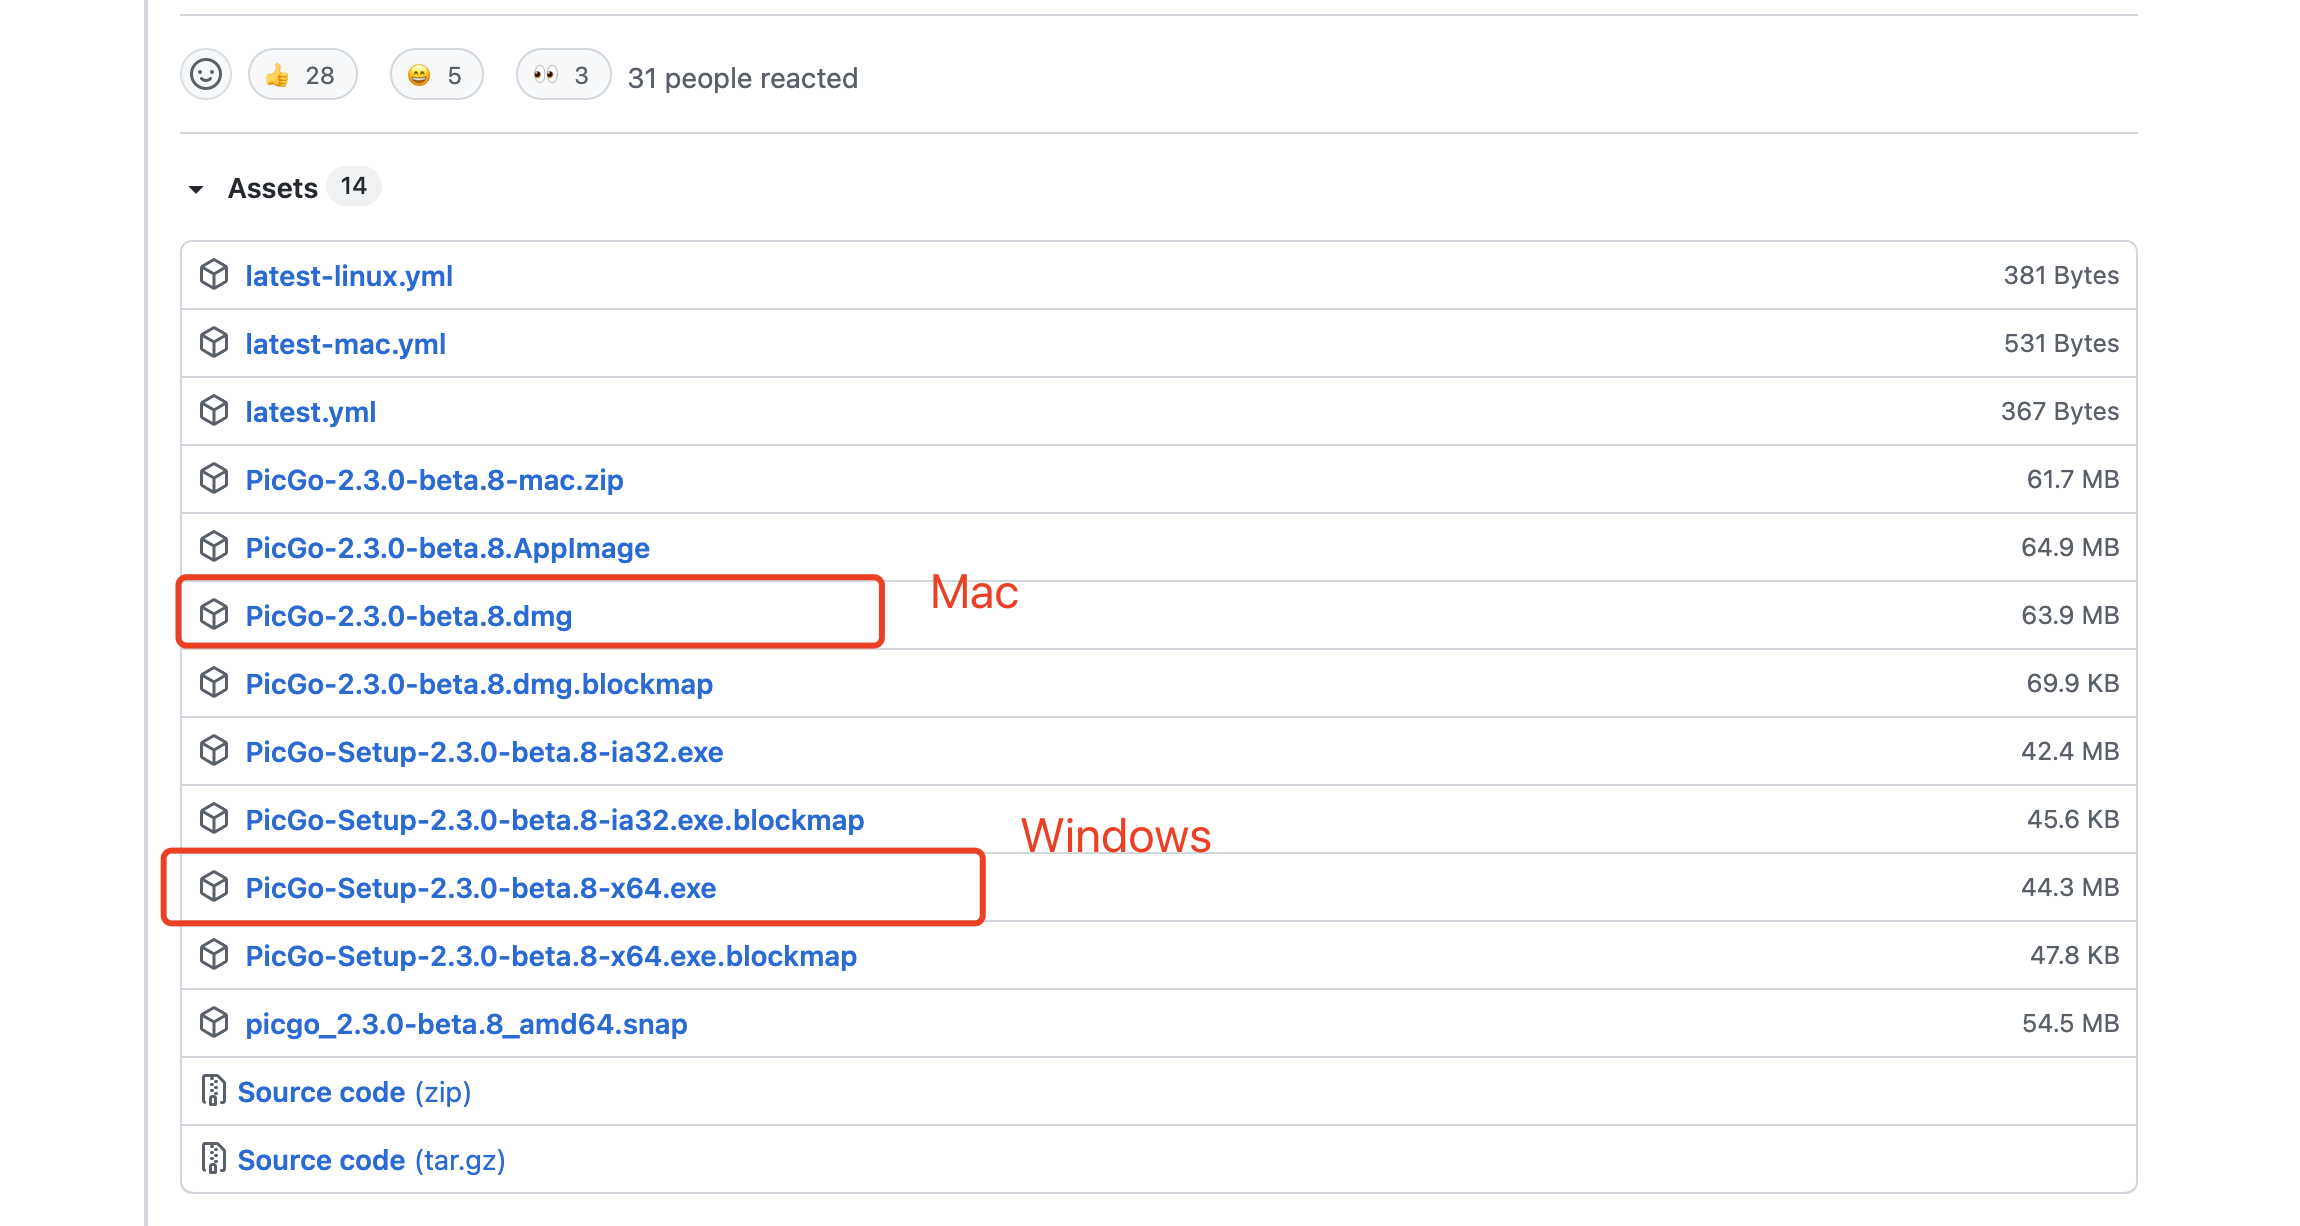 👍 28 😄 5 👀 3 31 people reacted
Assets 14
latest-linux.yml 381 Bytes
latest-mac.yml 531 Bytes
latest.yml 367 Bytes
PicGo-2.3.0-beta.8-mac.zip 61.7 MB
PicGo-2.3.0-beta.8.AppImage 64.9 MB
Mac
PicGo-2.3.0-beta.8.dmg 63.9 MB
PicGo-2.3.0-beta.8.dmg.blockmap 69.9 KB
PicGo-Setup-2.3.0-beta.8-ia32.exe 42.4 MB
PicGo-Setup-2.3.0-beta.8-ia32.exe.blockmap 45.6 KB
Windows
PicGo-Setup-2.3.0-beta.8-x64.exe 44.3 MB
PicGo-Setup-2.3.0-beta.8-x64.exe.blockmap 47.8 KB
picgo_2.3.0-beta.8_amd64.snap 54.5 MB
Source code (zip)
Source code (tar.gz)